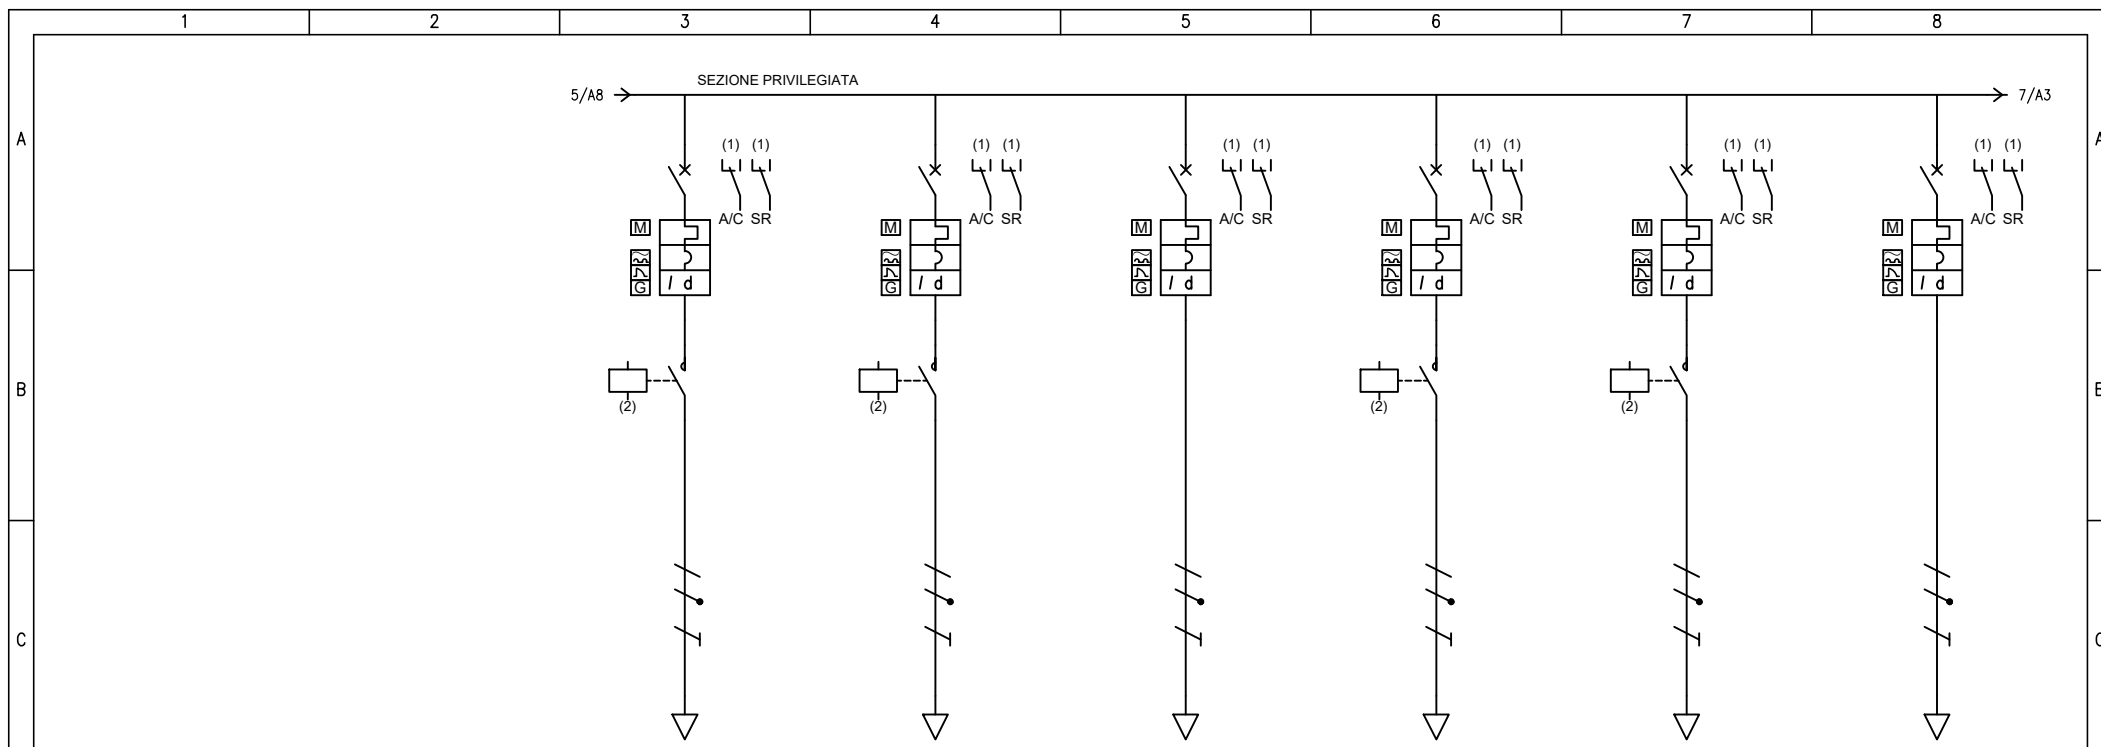 1 2 3 4 5 6 7 8
SEZIONE PRIVILEGIATA
5/A8 7/A3
A A
(1) (1) (1) (1) (1) (1) (1) (1) (1) (1) (1) (1)
A/C SR A/C SR A/C SR A/C SR A/C SR A/C SR
M M M M M M
G I d G I d G I d G I d G I d G I d
B B
(2) (2) (2) (2)
C C